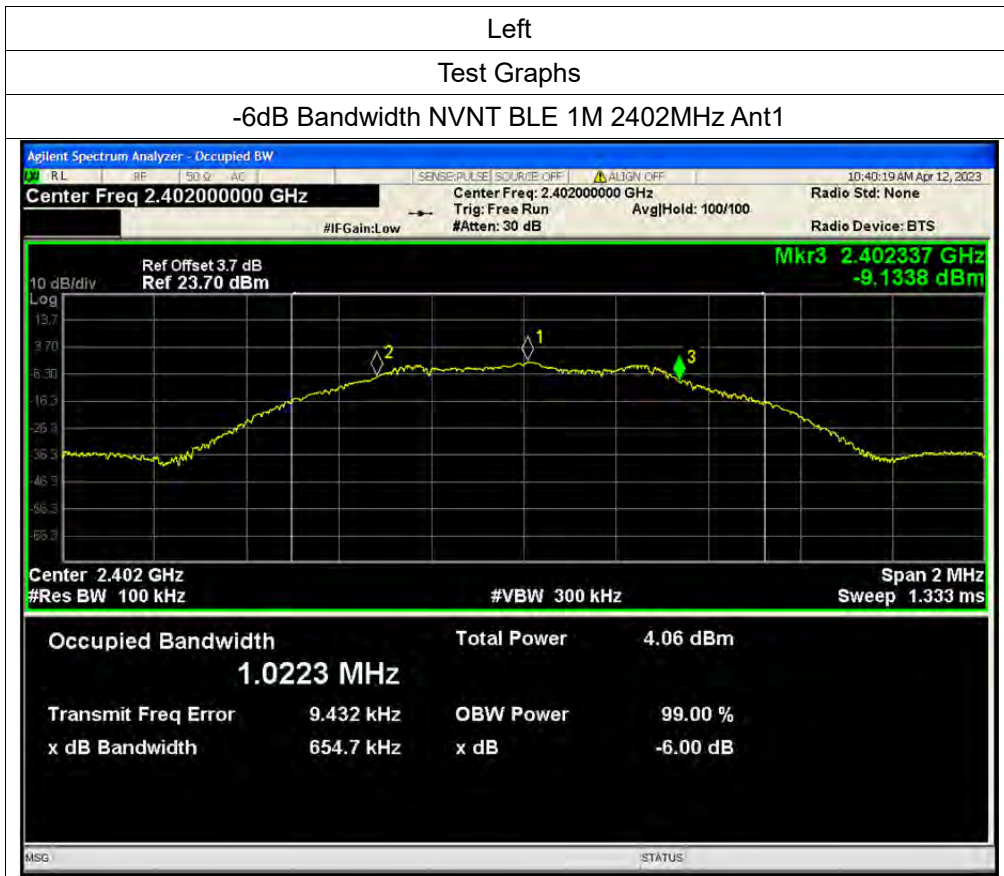 Left
Test Graphs
-6dB Bandwidth NVNT BLE 1M 2402MHz Ant1
Agilent Spectrum Analyzer - Occupied BW
RL RF 50 Ω AC SENSE:PULSE SOURCE OFF ALIGN OFF 10:40:19 AM Apr 12, 2023
Center Freq 2.402000000 GHz Center Freq: 2.402000000 GHz Radio Std: None
Trig: Free Run Avg|Hold: 100/100
#IFGain:Low #Atten: 30 dB Radio Device: BTS
Mkr3 2.402337 GHz
-9.1338 dBm
Ref Offset 3.7 dB
10 dB/div Ref 23.70 dBm
Log
13.7
3.70
-6.30
-16.3
-26.3
-36.3
-46.3
-56.3
-66.3
2 1 3
Center 2.402 GHz Span 2 MHz
#Res BW 100 kHz #VBW 300 kHz Sweep 1.333 ms
Occupied Bandwidth Total Power 4.06 dBm
1.0223 MHz
Transmit Freq Error 9.432 kHz OBW Power 99.00 %
x dB Bandwidth 654.7 kHz x dB -6.00 dB
MSG STATUS